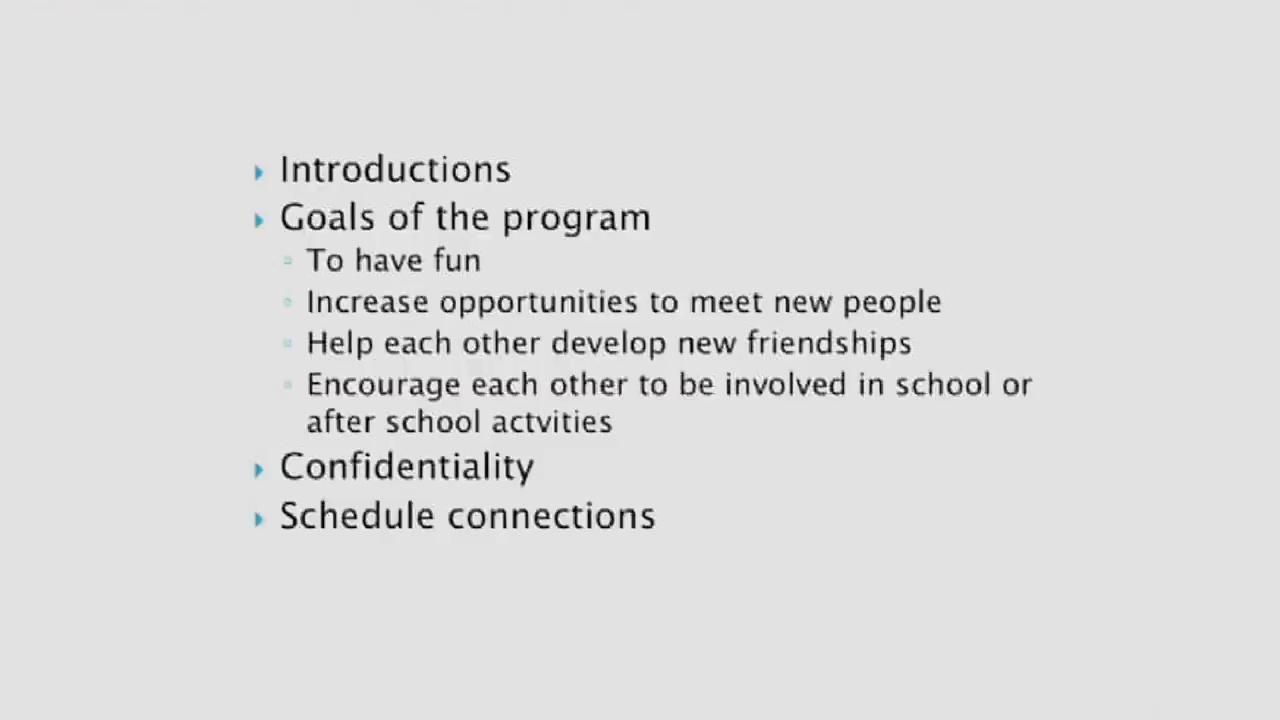 Introductions
Goals of the program
To have fun
Increase opportunities to meet new people
Help each other develop new friendships
Encourage each other to be involved in school or
after school actvities
Confidentiality
Schedule connections